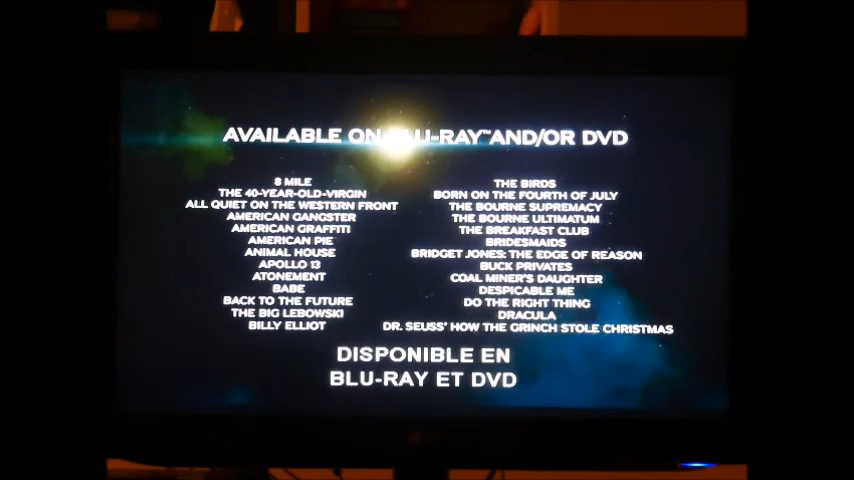 AVAILABLE ON BLU-RAY™ AND/OR DVD
8 MILE
THE 40-YEAR-OLD-VIRGIN
ALL QUIET ON THE WESTERN FRONT
AMERICAN GANGSTER
AMERICAN GRAFFITI
AMERICAN PIE
ANIMAL HOUSE
APOLLO 13
ATONEMENT
BABE
BACK TO THE FUTURE
THE BIG LEBOWSKI
BILLY ELLIOT
THE BIRDS
BORN ON THE FOURTH OF JULY
THE BOURNE SUPREMACY
THE BOURNE ULTIMATUM
THE BREAKFAST CLUB
BRIDESMAIDS
BRIDGET JONES: THE EDGE OF REASON
BUCK PRIVATES
COAL MINER'S DAUGHTER
DESPICABLE ME
DO THE RIGHT THING
DRACULA
DR. SEUSS' HOW THE GRINCH STOLE CHRISTMAS
DISPONIBLE EN
BLU-RAY ET DVD